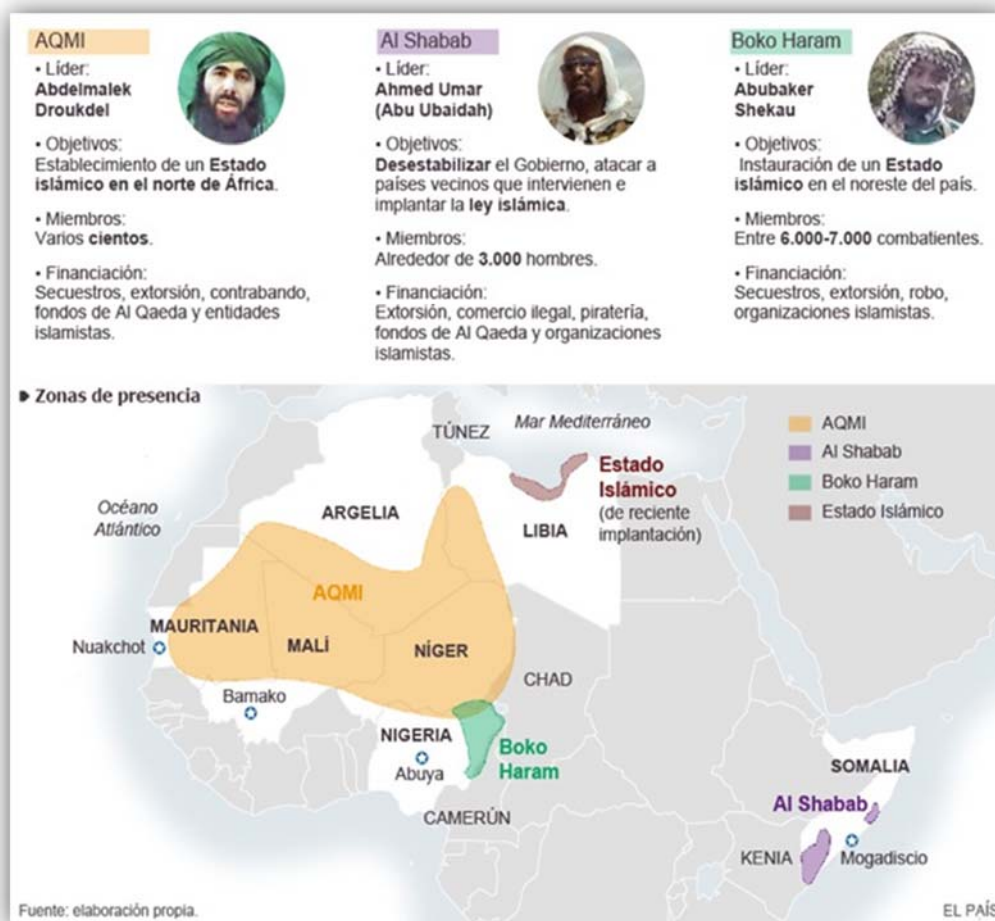 AQMI
• Líder:
Abdelmalek
Droukdel
• Objetivos:
Establecimiento de un Estado
islámico en el norte de África.
• Miembros:
Varios cientos.
• Financiación:
Secuestros, extorsión, contrabando,
fondos de Al Qaeda y entidades
islamistas.
Al Shabab
• Líder:
Ahmed Umar
(Abu Ubaidah)
• Objetivos:
Desestabilizar el Gobierno, atacar a
países vecinos que intervienen e
implantar la ley islámica.
• Miembros:
Alrededor de 3.000 hombres.
• Financiación:
Extorsión, comercio ilegal, piratería,
fondos de Al Qaeda y organizaciones
islamistas.
Boko Haram
• Líder:
Abubaker
Shekau
• Objetivos:
Instauración de un Estado
islámico en el noreste del país.
• Miembros:
Entre 6.000-7.000 combatientes.
• Financiación:
Secuestros, extorsión, robo,
organizaciones islamistas.
Zonas de presencia
TÚNEZ
Mar Mediterráneo
AQMI
Al Shabab
Boko Haram
Estado Islámico
Estado
Islámico
(de reciente
implantación)
Océano
Atlántico
ARGELIA
LIBIA
AQMI
MAURITANIA
Nuakchot
MALÍ
NÍGER
CHAD
Bamako
NIGERIA
Abuya
Boko
Haram
CAMERÚN
SOMALIA
Al Shabab
KENIA
Mogadiscio
Fuente: elaboración propia.
EL PAÍS